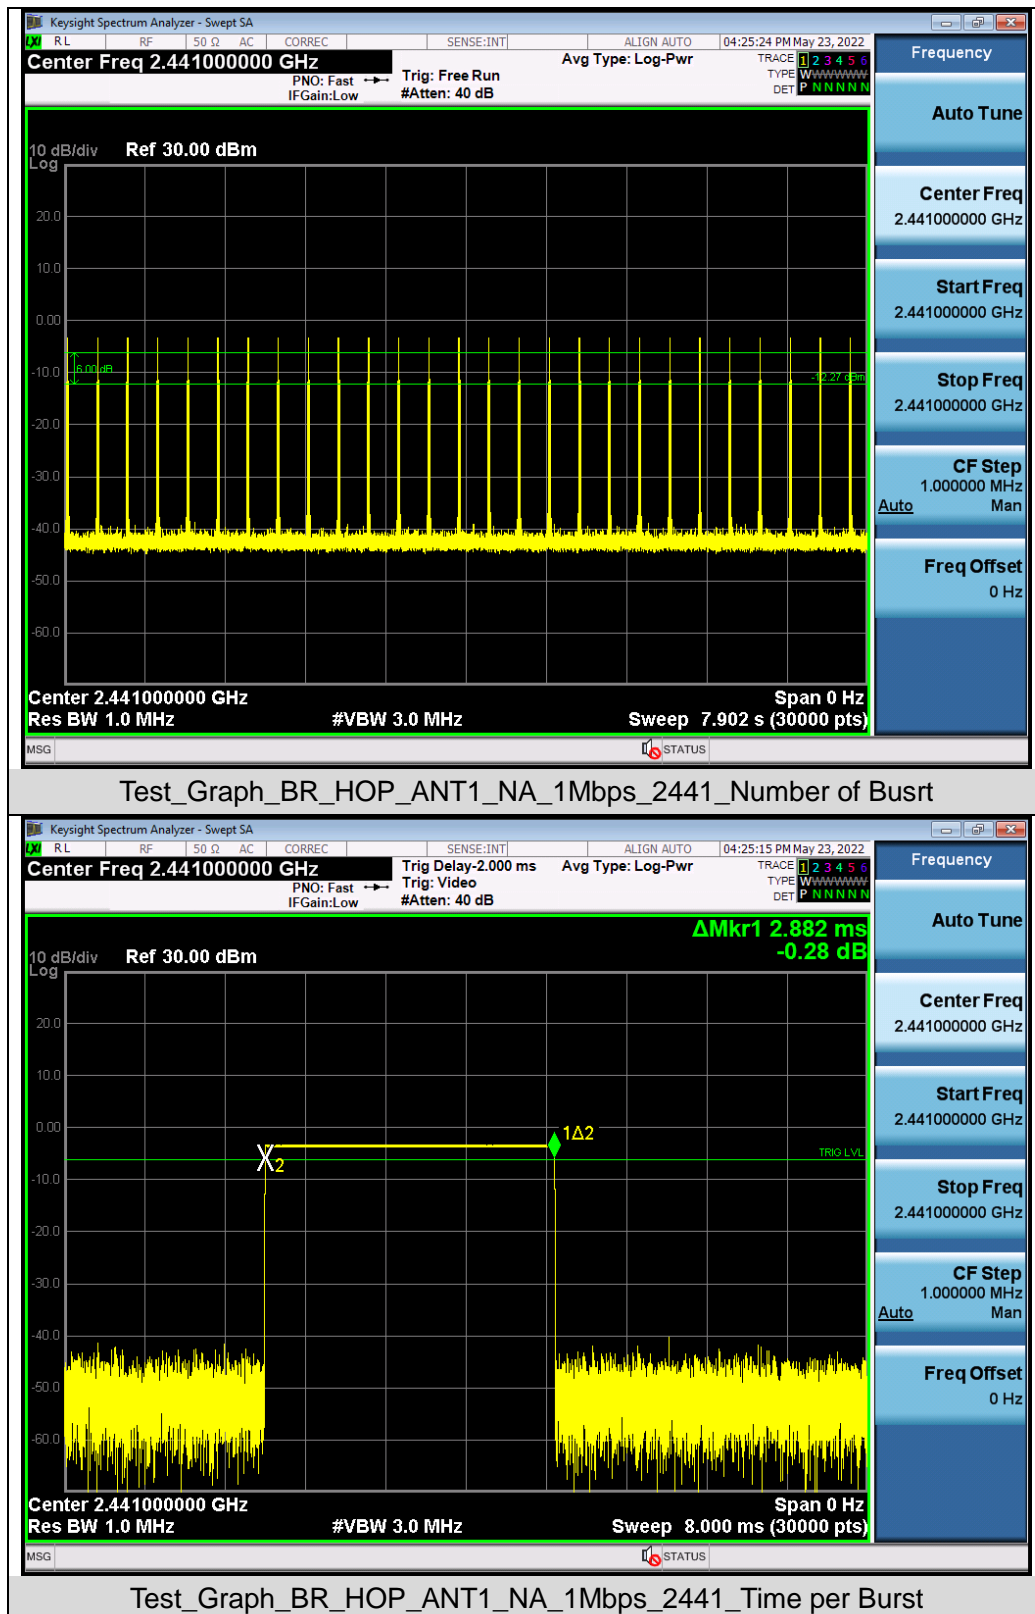 Keysight Spectrum Analyzer - Swept SA
LXI RL RF 50 Ω AC CORREC SENSE:INT ALIGN AUTO 04:25:24 PM May 23, 2022
Center Freq 2.441000000 GHz
PNO: Fast
IFGain:Low
Trig: Free Run
#Atten: 40 dB
Avg Type: Log-Pwr
TRACE 1 2 3 4 5 6
TYPE WWWWWW
DET P N N N N N
10 dB/div
Log
Ref 30.00 dBm
20.0
10.0
0.00
6.00 dB
-10.0
-12.27 dBm
-20.0
-30.0
-40.0
-50.0
-60.0
Center 2.441000000 GHz
Span 0 Hz
Res BW 1.0 MHz
#VBW 3.0 MHz
Sweep 7.902 s (30000 pts)
MSG
STATUS
Frequency
Auto Tune
Center Freq
2.441000000 GHz
Start Freq
2.441000000 GHz
Stop Freq
2.441000000 GHz
CF Step
1.000000 MHz
Auto Man
Freq Offset
0 Hz
Test_Graph_BR_HOP_ANT1_NA_1Mbps_2441_Number of Busrt
Keysight Spectrum Analyzer - Swept SA
LXI RL RF 50 Ω AC CORREC SENSE:INT ALIGN AUTO 04:25:15 PM May 23, 2022
Center Freq 2.441000000 GHz
PNO: Fast
IFGain:Low
Trig Delay-2.000 ms
Trig: Video
#Atten: 40 dB
Avg Type: Log-Pwr
TRACE 1 2 3 4 5 6
TYPE WWWWWW
DET P N N N N N
ΔMkr1 2.882 ms
-0.28 dB
10 dB/div
Log
Ref 30.00 dBm
20.0
10.0
0.00
1Δ2
X2
TRIG LVL
-10.0
-20.0
-30.0
-40.0
-50.0
-60.0
Center 2.441000000 GHz
Span 0 Hz
Res BW 1.0 MHz
#VBW 3.0 MHz
Sweep 8.000 ms (30000 pts)
MSG
STATUS
Frequency
Auto Tune
Center Freq
2.441000000 GHz
Start Freq
2.441000000 GHz
Stop Freq
2.441000000 GHz
CF Step
1.000000 MHz
Auto Man
Freq Offset
0 Hz
Test_Graph_BR_HOP_ANT1_NA_1Mbps_2441_Time per Burst